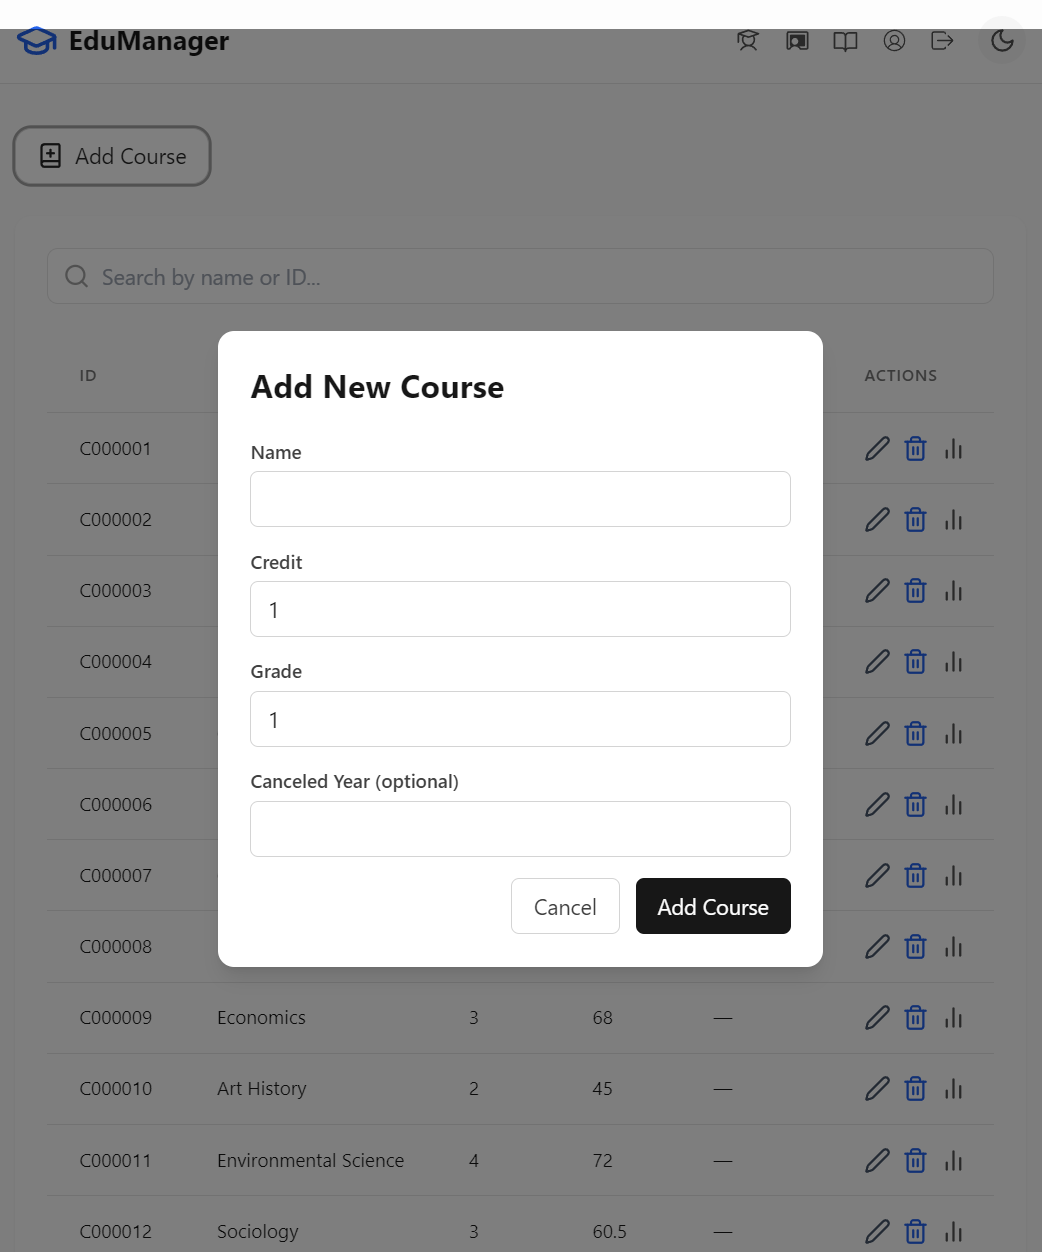 EduManager
Add Course
Search by name or ID...
ID ACTIONS
Add New Course
C000001
Name
C000002
Credit
C000003
1
C000004
Grade
C000005
1
C000006
Canceled Year (optional)
C000007
Cancel Add Course
C000008
C000009 Economics 3 68 —
C000010 Art History 2 45 —
C000011 Environmental Science 4 72 —
C000012 Sociology 3 60.5 —